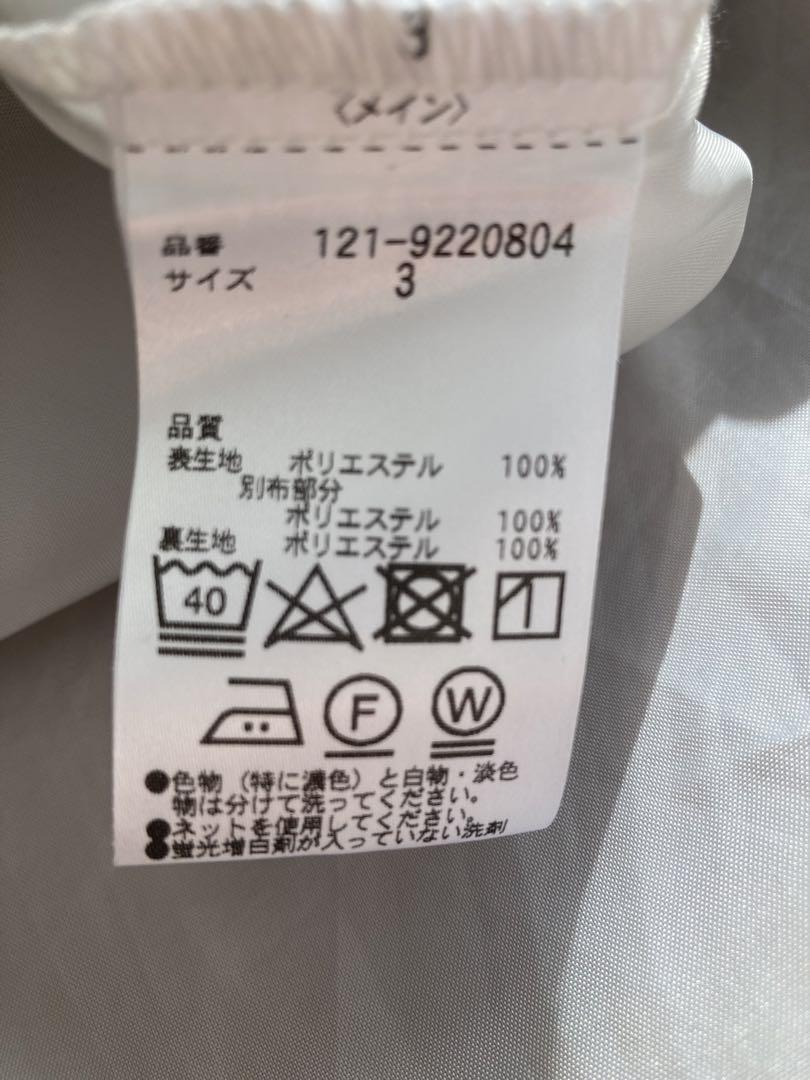 3
〈メイン〉
品番 121-9220804
サイズ 3
品質
表生地 ポリエステル 100%
別布部分
ポリエステル 100%
裏生地 ポリエステル 100%
40
F W
●色物（特に濃色）と白物・淡色
物は分けて洗ってください。
●ネットを使用してください。
●蛍光増白剤が入っていない洗剤